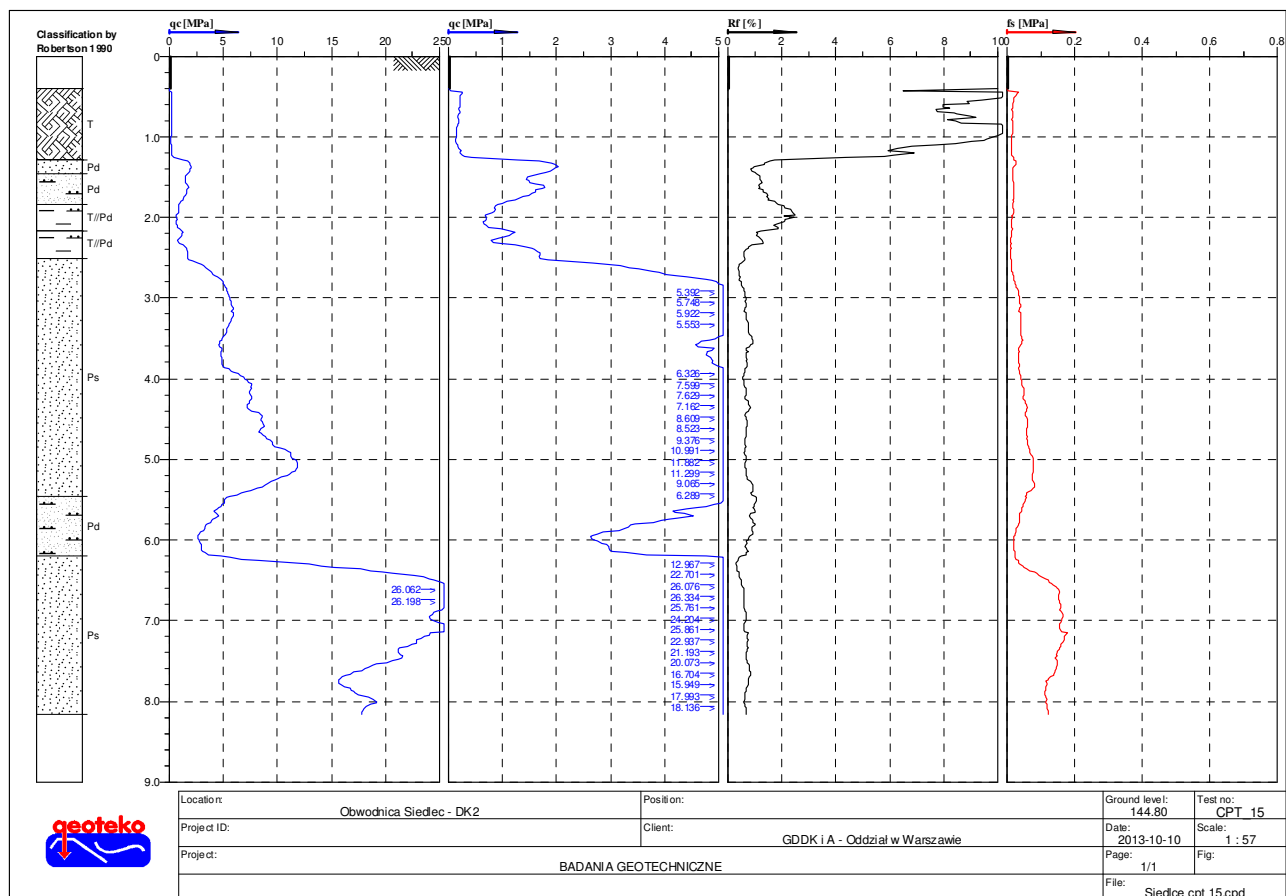 Classification by
Robertson 1990
qc [MPa]
0 5 10 15 20 25
qc [MPa]
0 1 2 3 4 5
Rf [%]
0 2 4 6 8 10
fs [MPa]
0 0.2 0.4 0.6 0.8
0
1.0
2.0
3.0
4.0
5.0
6.0
7.0
8.0
9.0
T
Pd
Pd
T//Pd
T//Pd
Ps
Pd
Ps
26.062
26.198
5.392
5.748
5.922
5.553
6.326
7.599
7.629
7.162
8.609
8.523
9.376
10.991
11.882
11.299
9.065
6.289
12.967
22.701
26.076
26.334
25.761
24.204
25.861
22.937
21.193
20.073
16.704
15.949
17.993
18.136
geoteko
Location:
Obwodnica Siedlec - DK2
Position:
Ground level:
144.80
Test no:
CPT_15
Project ID:
Client:
GDDK i A - Oddział w Warszawie
Date:
2013-10-10
Scale:
1 : 57
Project:
BADANIA GEOTECHNICZNE
Page:
1/1
Fig:
File:
Siedlce cpt 15.cpd